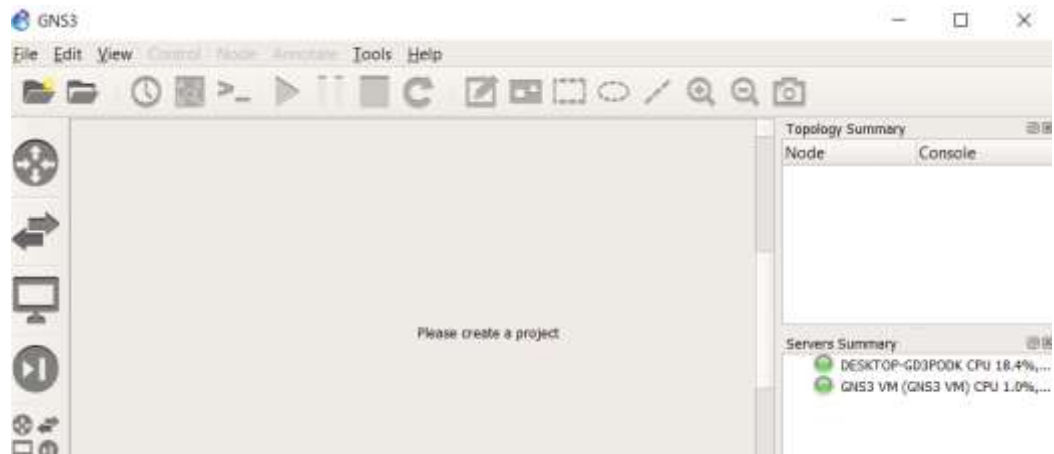 GNS3
File Edit View Control Node Annotate Tools Help
Topology Summary
Node Console
Please create a project
Servers Summary
DESKTOP-GD3PODK CPU 18.4%,...
GNS3 VM (GNS3 VM) CPU 1.0%,...